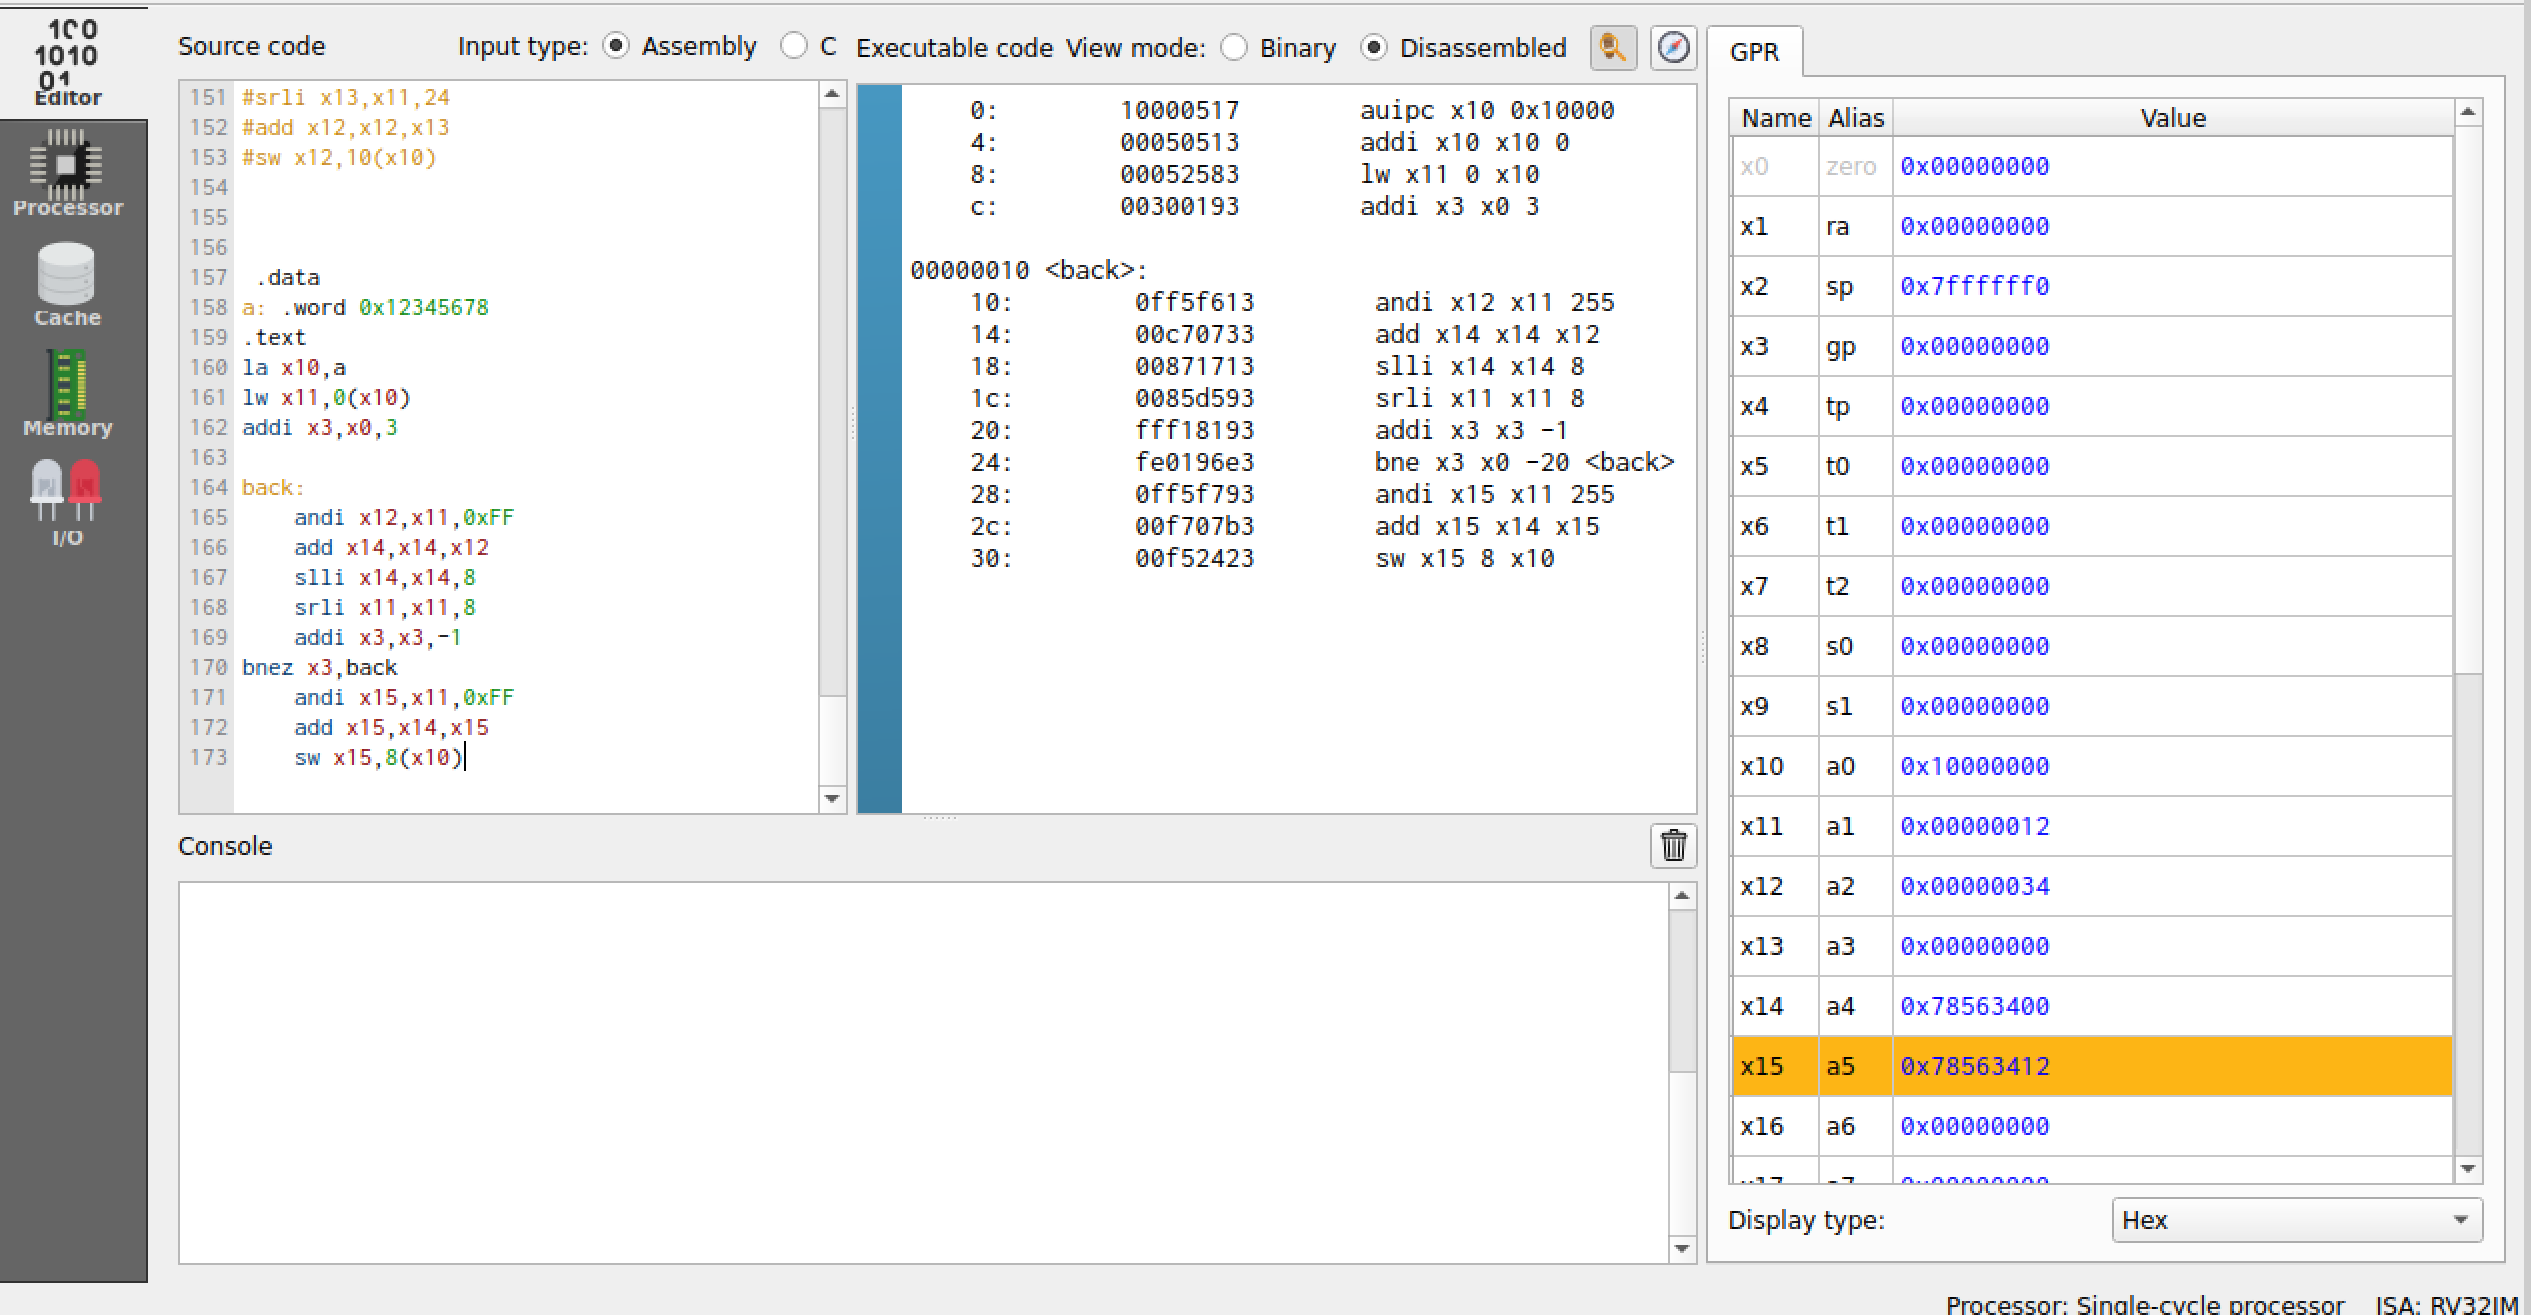 Editor
Processor
Cache
Memory
I/O
Source code Input type: Assembly C
151 #srli x13,x11,24
152 #add x12,x12,x13
153 #sw x12,10(x10)
154
155
156
157 .data
158 a: .word 0x12345678
159 .text
160 la x10,a
161 lw x11,0(x10)
162 addi x3,x0,3
163
164 back:
165 andi x12,x11,0xFF
166 add x14,x14,x12
167 slli x14,x14,8
168 srli x11,x11,8
169 addi x3,x3,-1
170 bnez x3,back
171 andi x15,x11,0xFF
172 add x15,x14,x15
173 sw x15,8(x10)
Executable code View mode: Binary Disassembled
0: 10000517 auipc x10 0x10000
4: 00050513 addi x10 x10 0
8: 00052583 lw x11 0 x10
c: 00300193 addi x3 x0 3
00000010 <back>:
10: 0ff5f613 andi x12 x11 255
14: 00c70733 add x14 x14 x12
18: 00871713 slli x14 x14 8
1c: 0085d593 srli x11 x11 8
20: fff18193 addi x3 x3 -1
24: fe0196e3 bne x3 x0 -20 <back>
28: 0ff5f793 andi x15 x11 255
2c: 00f707b3 add x15 x14 x15
30: 00f52423 sw x15 8 x10
Console
GPR
Name Alias Value
x0 zero 0x00000000
x1 ra 0x00000000
x2 sp 0x7ffffff0
x3 gp 0x00000000
x4 tp 0x00000000
x5 t0 0x00000000
x6 t1 0x00000000
x7 t2 0x00000000
x8 s0 0x00000000
x9 s1 0x00000000
x10 a0 0x10000000
x11 a1 0x00000012
x12 a2 0x00000034
x13 a3 0x00000000
x14 a4 0x78563400
x15 a5 0x78563412
x16 a6 0x00000000
Display type: Hex
Processor: Single-cycle processor ISA: RV32IM